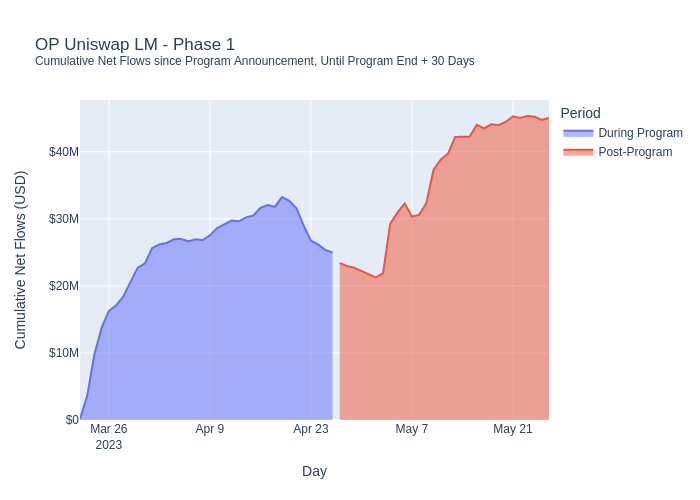 OP Uniswap LM - Phase 1
Cumulative Net Flows since Program Announcement, Until Program End + 30 Days
Period
During Program
Post-Program
Cumulative Net Flows (USD)
$40M
$30M
$20M
$10M
$0
Mar 26
2023
Apr 9
Apr 23
May 7
May 21
Day